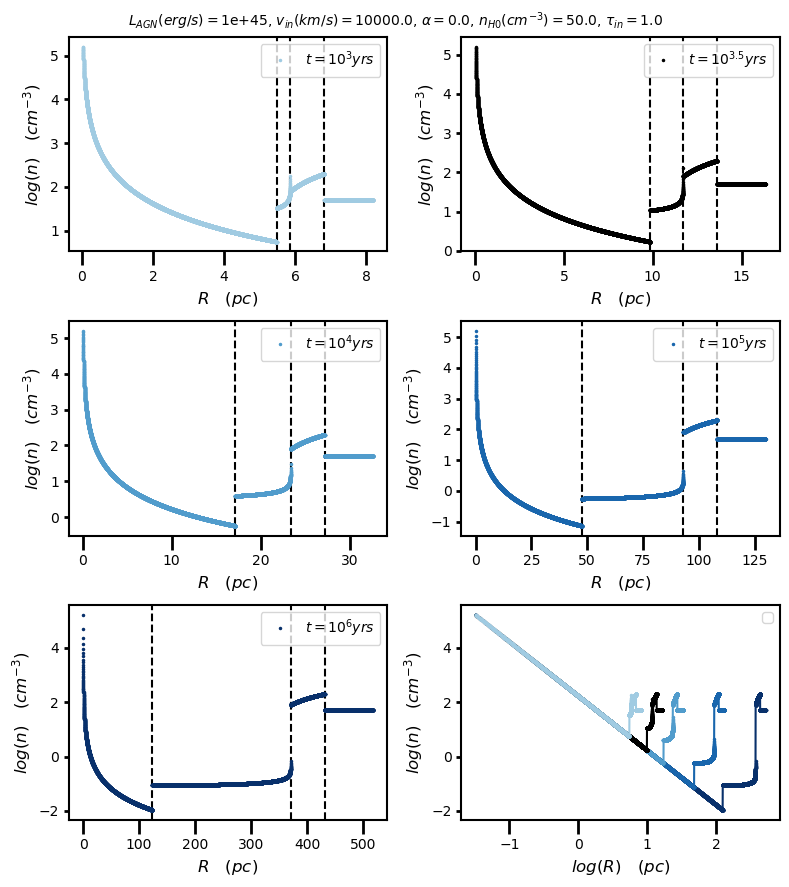 L_AGN(erg/s) = 1e+45, v_in(km/s) = 10000.0, α = 0.0, n_H0(cm^−3) = 50.0, τ_in = 1.0
t = 10^3 yrs
5
4
3
2
1
log(n) (cm^−3)
0 2 4 6 8
R (pc)
t = 10^3.5 yrs
5
4
3
2
1
0
log(n) (cm^−3)
0 5 10 15
R (pc)
t = 10^4 yrs
5
4
3
2
1
0
log(n) (cm^−3)
0 10 20 30
R (pc)
t = 10^5 yrs
5
4
3
2
1
0
−1
log(n) (cm^−3)
0 25 50 75 100 125
R (pc)
t = 10^6 yrs
4
2
0
−2
log(n) (cm^−3)
0 100 200 300 400 500
R (pc)
4
2
0
−2
log(n) (cm^−3)
−1 0 1 2
log(R) (pc)